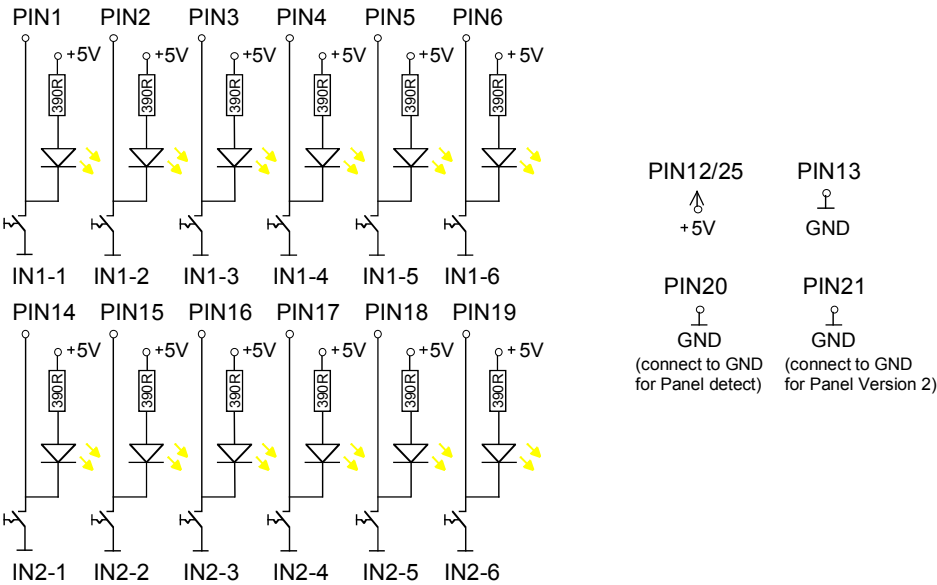 PIN1 PIN2 PIN3 PIN4 PIN5 PIN6
+5V +5V +5V +5V +5V +5V
390R 390R 390R 390R 390R 390R
IN1-1 IN1-2 IN1-3 IN1-4 IN1-5 IN1-6
PIN14 PIN15 PIN16 PIN17 PIN18 PIN19
+5V +5V +5V +5V +5V +5V
390R 390R 390R 390R 390R 390R
IN2-1 IN2-2 IN2-3 IN2-4 IN2-5 IN2-6
PIN12/25 PIN13
+5V GND
PIN20 PIN21
GND GND
(connect to GND (connect to GND
for Panel detect) for Panel Version 2)